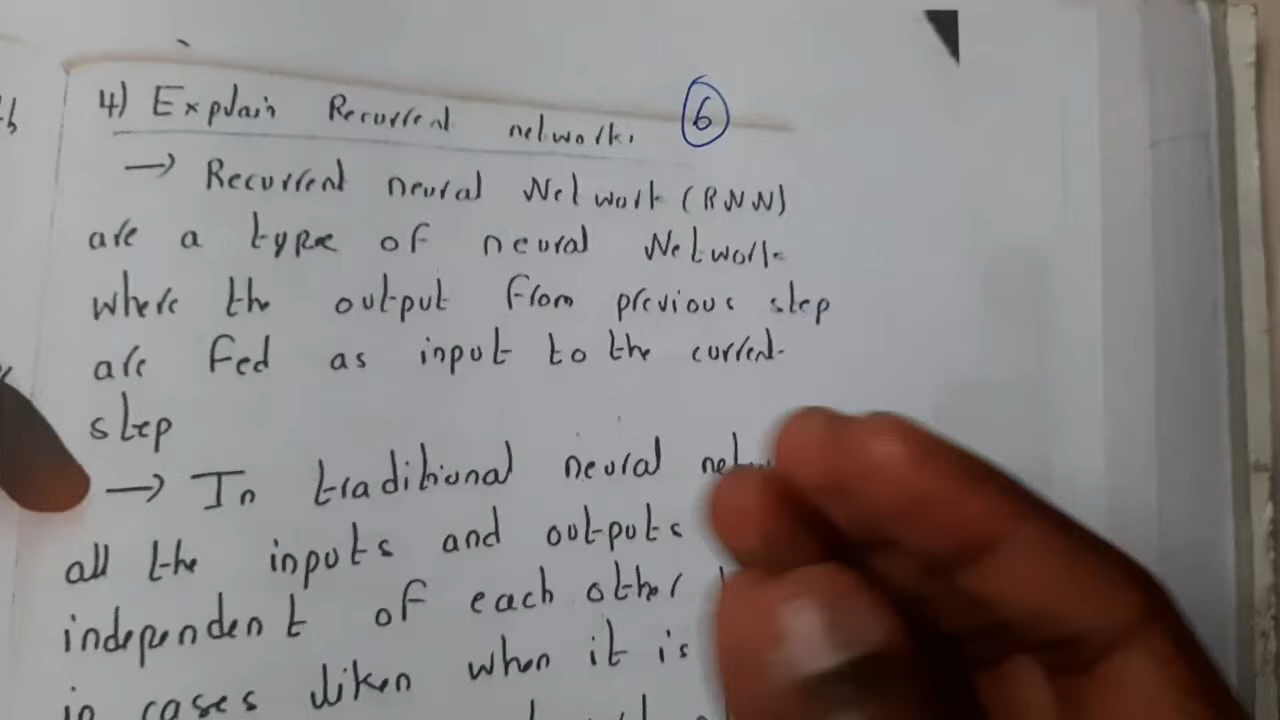 4) Explain Recurrent network. 6
→ Recurrent neural Network (RNN)
are a type of neural Network
where the output from previous step
are fed as input to the current
step
→ In traditional neural
all the inputs and outputs
independent of each other
in cases when it is